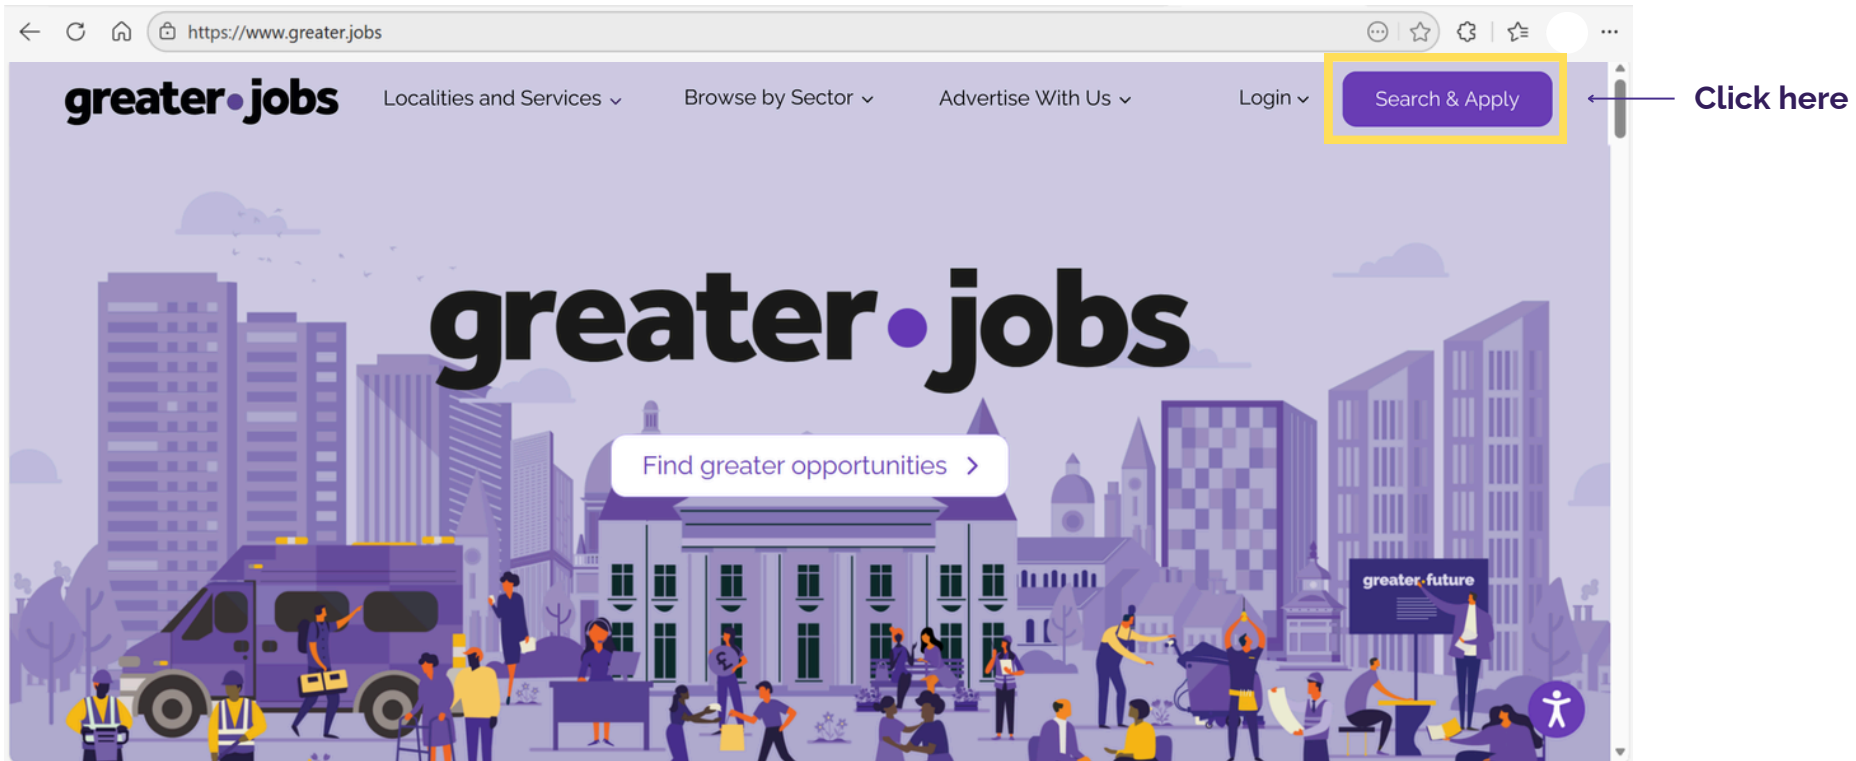 https://www.greater.jobs
greater•jobs Localities and Services Browse by Sector Advertise With Us Login Search & Apply Click here
greater•jobs
Find greater opportunities
greater•future
£